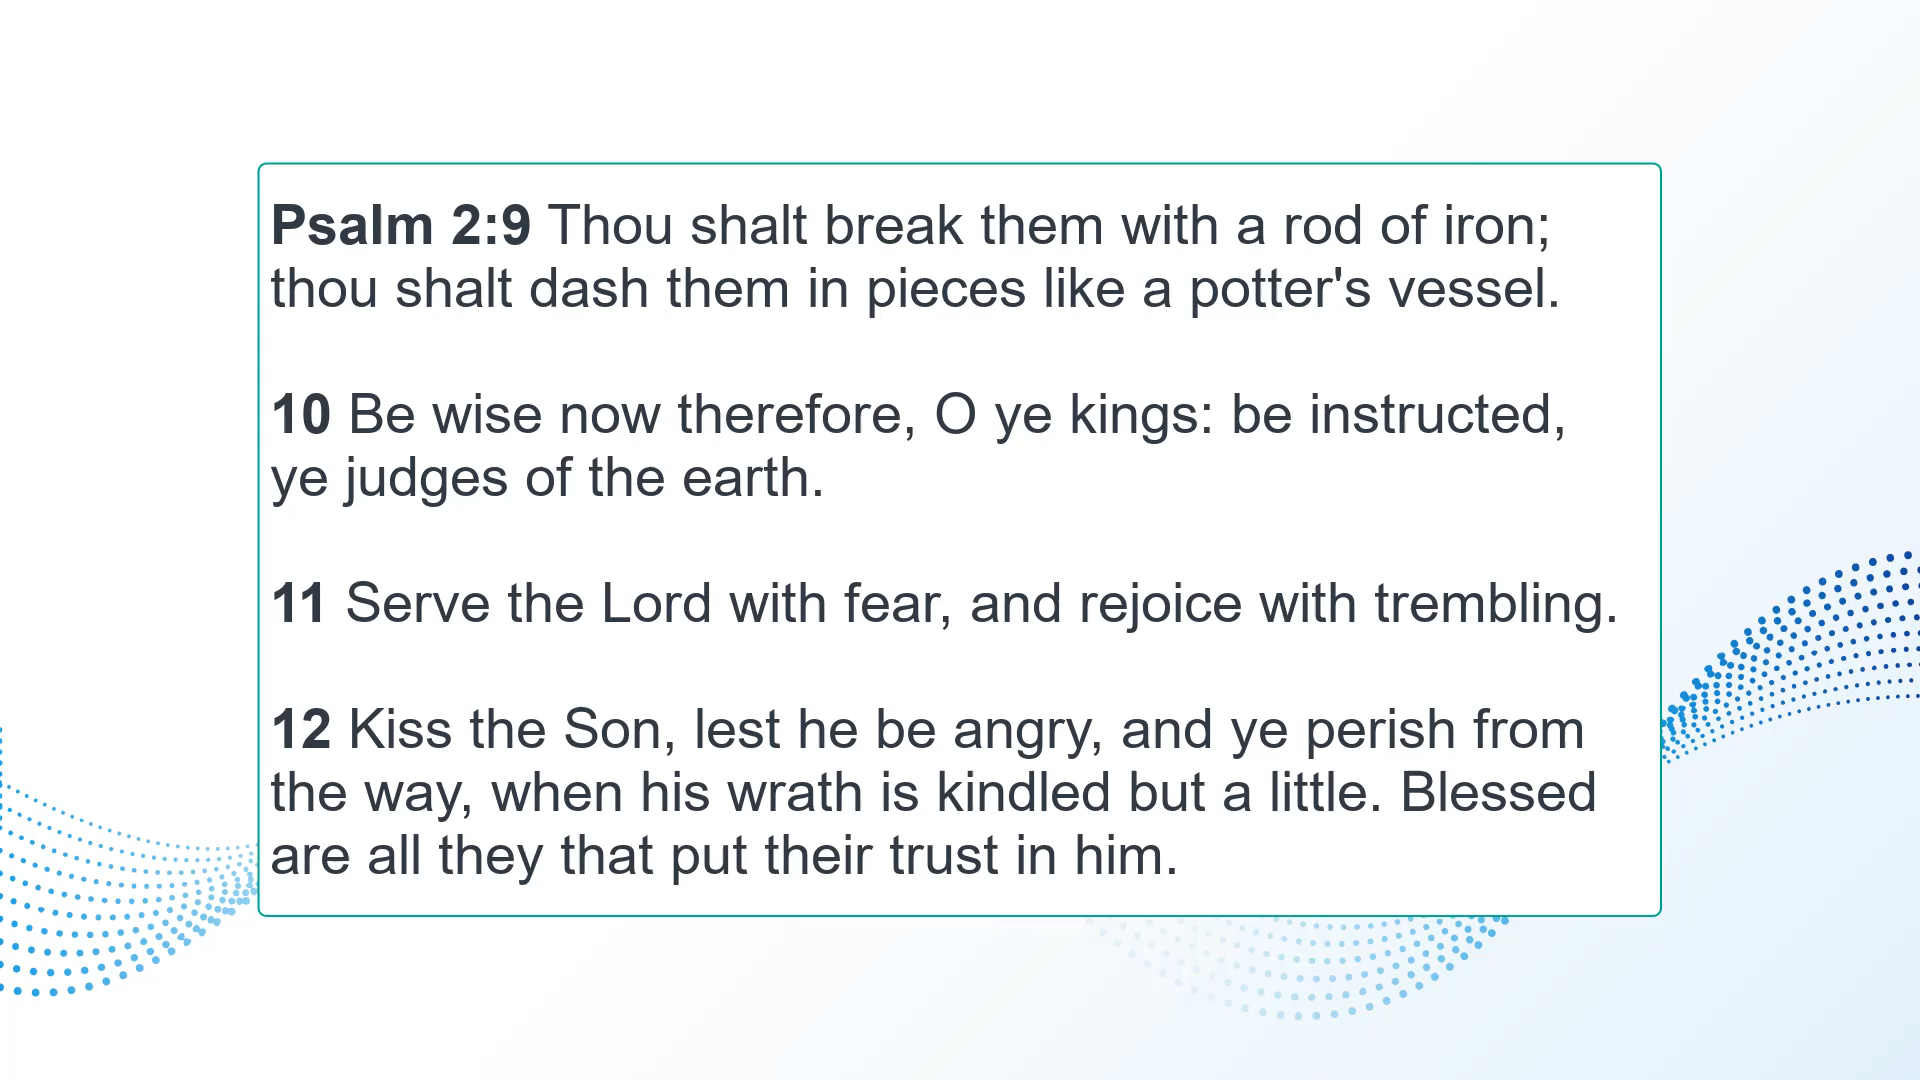 Psalm 2:9 Thou shalt break them with a rod of iron;
thou shalt dash them in pieces like a potter's vessel.
10 Be wise now therefore, O ye kings: be instructed,
ye judges of the earth.
11 Serve the Lord with fear, and rejoice with trembling.
12 Kiss the Son, lest he be angry, and ye perish from
the way, when his wrath is kindled but a little. Blessed
are all they that put their trust in him.